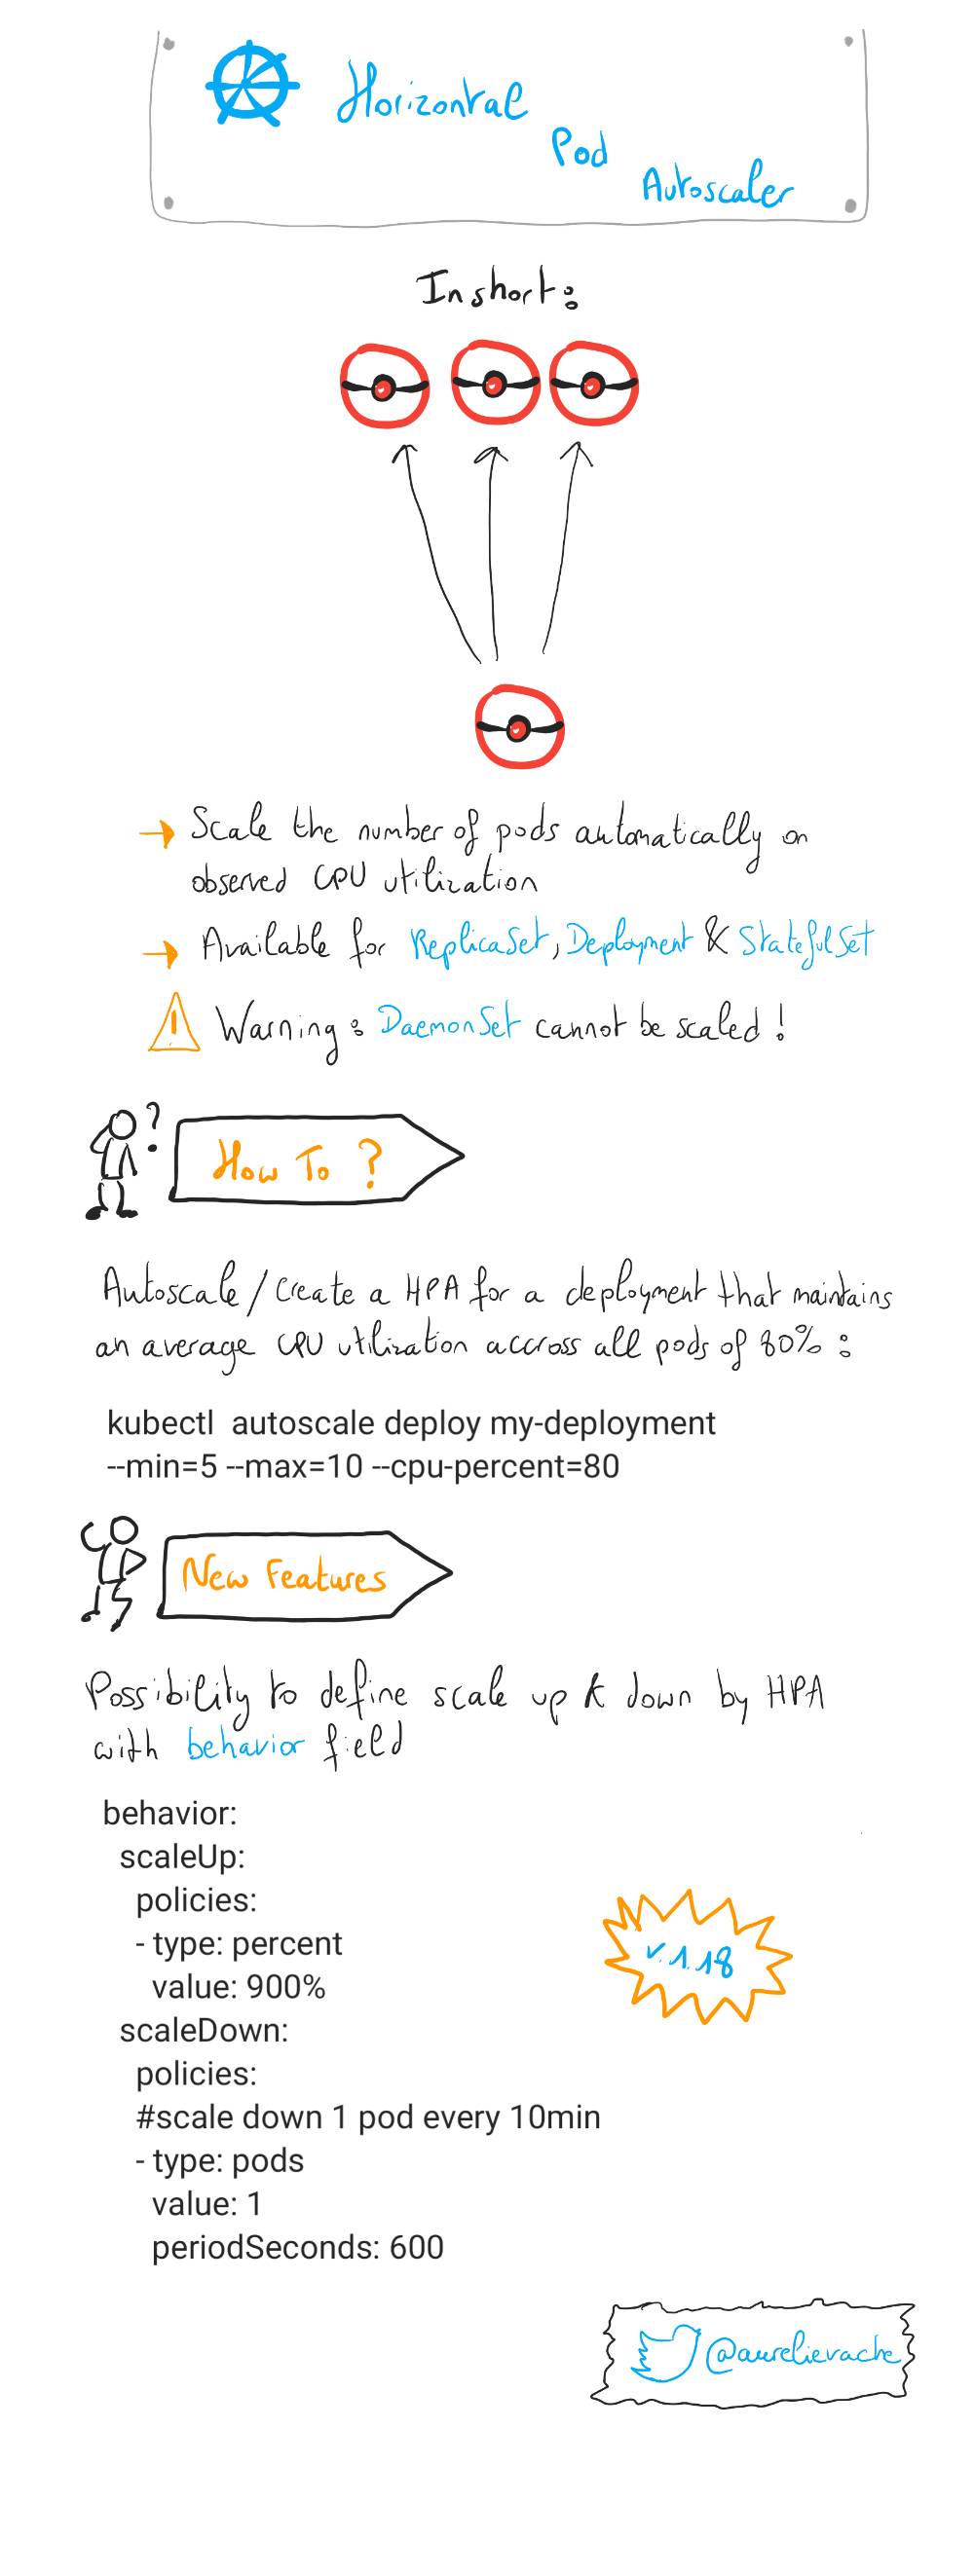 Horizontal
Pod
Autoscaler
In short:
→ Scale the number of pods automatically on
observed CPU utilization
→ Available for ReplicaSet, Deployment & StatefulSet
! Warning: DaemonSet cannot be scaled!
?
How To ?
Autoscale/Create a HPA for a deployment that maintains
an average CPU utilization accross all pods of 80% :
kubectl  autoscale deploy my-deployment
--min=5 --max=10 --cpu-percent=80
New Features
Possibility to define scale up & down by HPA
with behavior field
behavior:
  scaleUp:
    policies:
    - type: percent
      value: 900%
  scaleDown:
    policies:
    #scale down 1 pod every 10min
    - type: pods
      value: 1
      periodSeconds: 600
v.1.18
@aurelievache